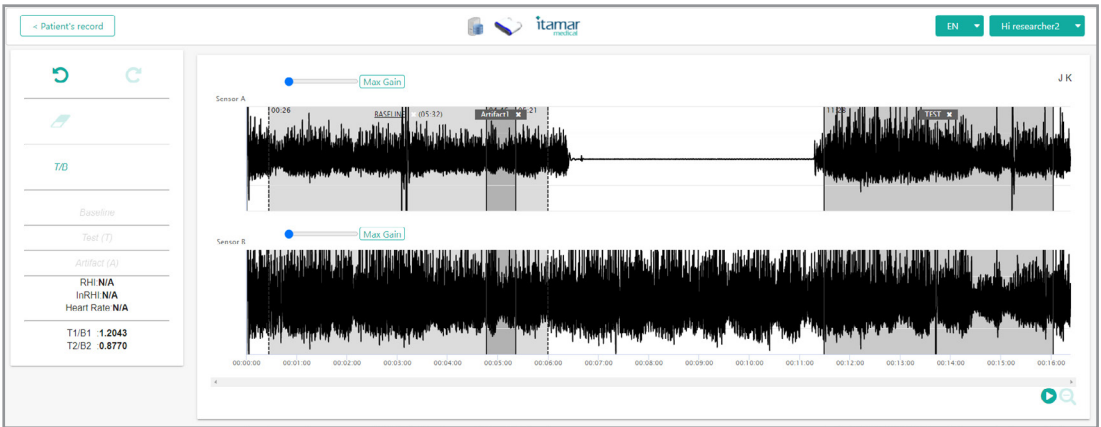 < Patient's record
itamar
medical
EN
Hi researcher2
Max Gain
J K
Sensor A
00:26
BASELINE
(05:32)
Artifact1 ×
21
11:28
TEST ×
T/B
Baseline
Test (T)
Artifact (A)
RHI:N/A
lnRHI:N/A
Heart Rate:N/A
T1/B1 :1.2043
T2/B2 :0.8770
Max Gain
Sensor B
00:00:00 00:01:00 00:02:00 00:03:00 00:04:00 00:05:00 00:06:00 00:07:00 00:08:00 00:09:00 00:10:00 00:11:00 00:12:00 00:13:00 00:14:00 00:15:00 00:16:00